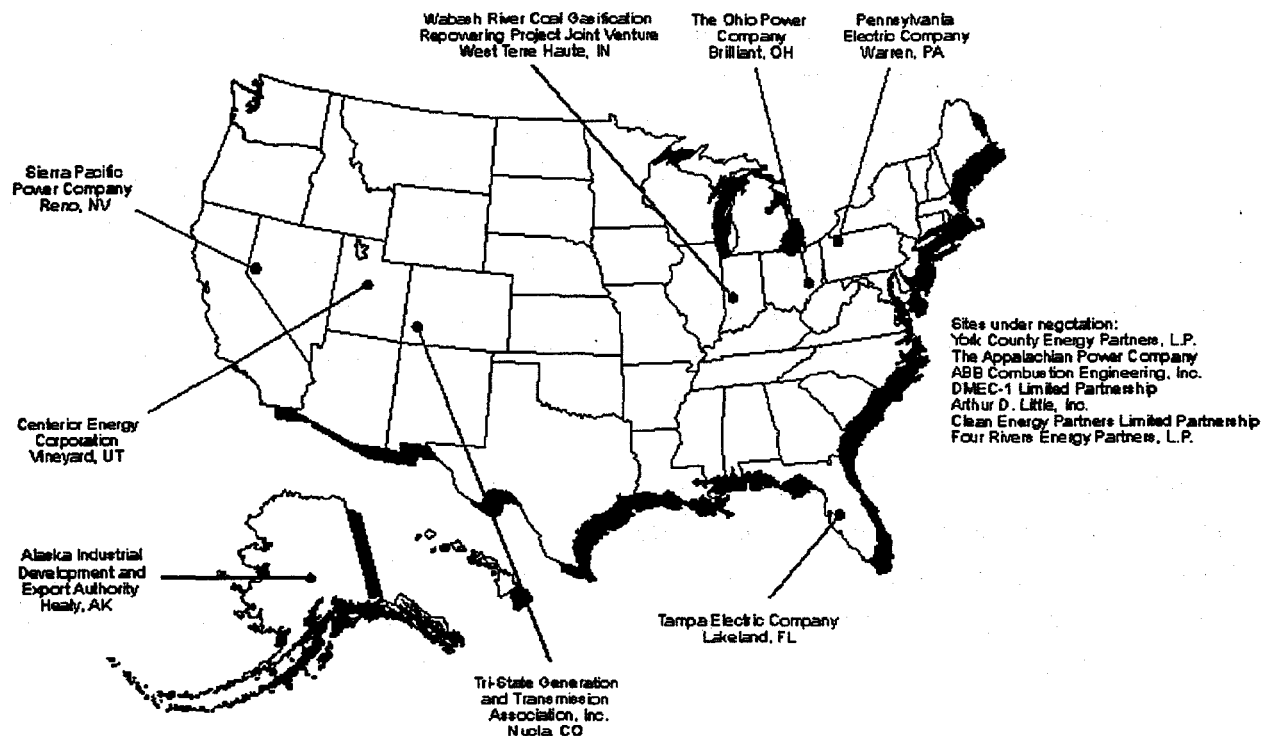 Wabash River Coal Gasification
Repowering Project Joint Venture
West Terre Haute, IN
The Ohio Power
Company
Brilliant, OH
Pennsylvania
Electric Company
Warren, PA
Sierra Pacific
Power Company
Reno, NV
Sites under negotation:
York County Energy Partners, L.P.
The Appalachian Power Company
ABB Combustion Engineering, Inc.
DMEC-1 Limited Partnership
Arthur D. Little, Inc.
Clean Energy Partners Limited Partnership
Four Rivers Energy Partners, L.P.
Centerior Energy
Corporation
Vineyard, UT
Alaska Industrial
Development and
Export Authority
Healy, AK
Tampa Electric Company
Lakeland, FL
Tri-State Generation
and Transmission
Association, Inc.
Nucla, CO